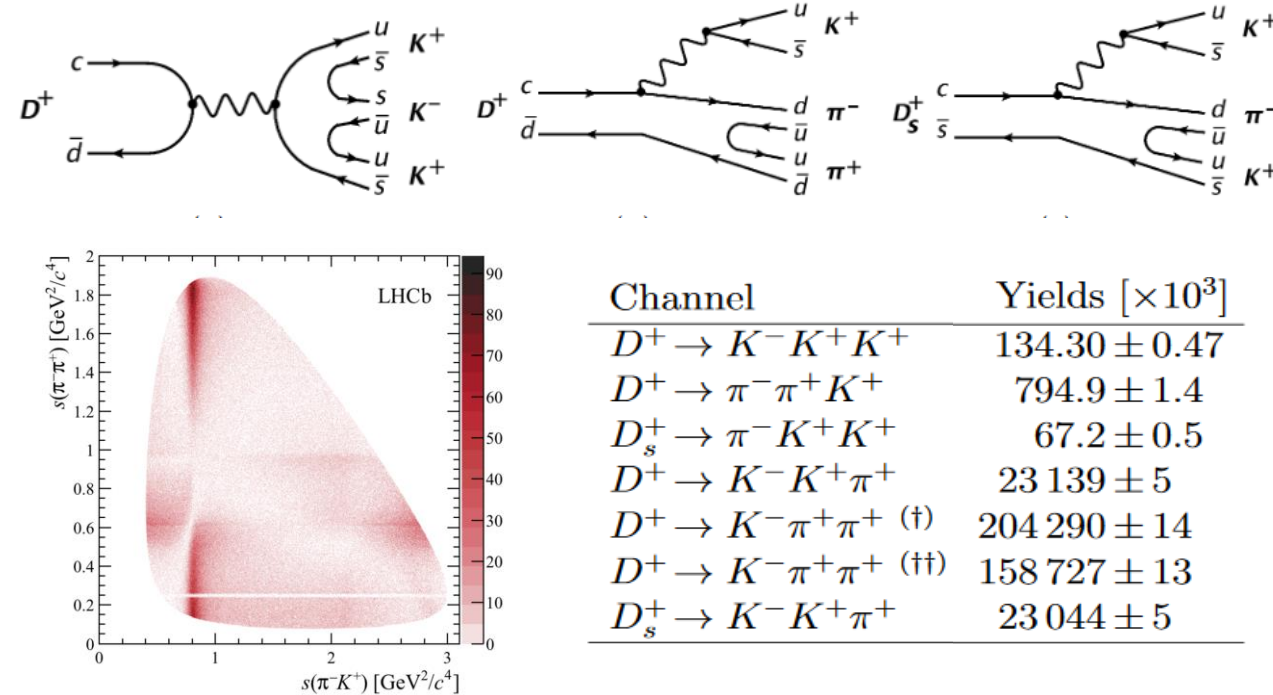 c u K⁺
s̄
D⁺ s K⁻
ū
d̄ u K⁺
s̄
u K⁺
s̄
c
D⁺ d π⁻
d̄ ū
u π⁺
d̄
u K⁺
s̄
c
D⁺ₛ d π⁻
s̄ ū
u K⁺
s̄
s(π⁻π⁺) [GeV²/c⁴]
2
1.8
1.6
1.4
1.2
1
0.8
0.6
0.4
0.2
0
0 1 2 3
s(π⁻K⁺) [GeV²/c⁴]
LHCb
90
80
70
60
50
40
30
20
10
0
Channel Yields [×10³]
D⁺ → K⁻K⁺K⁺ 134.30 ± 0.47
D⁺ → π⁻π⁺K⁺ 794.9 ± 1.4
D⁺ₛ → π⁻K⁺K⁺ 67.2 ± 0.5
D⁺ → K⁻K⁺π⁺ 23 139 ± 5
D⁺ → K⁻π⁺π⁺ (†) 204 290 ± 14
D⁺ → K⁻π⁺π⁺ (††) 158 727 ± 13
D⁺ₛ → K⁻K⁺π⁺ 23 044 ± 5